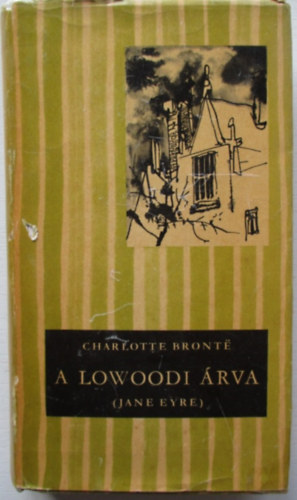 CHARLOTTE BRONTË
A LOWOODI ÁRVA
(JANE EYRE)